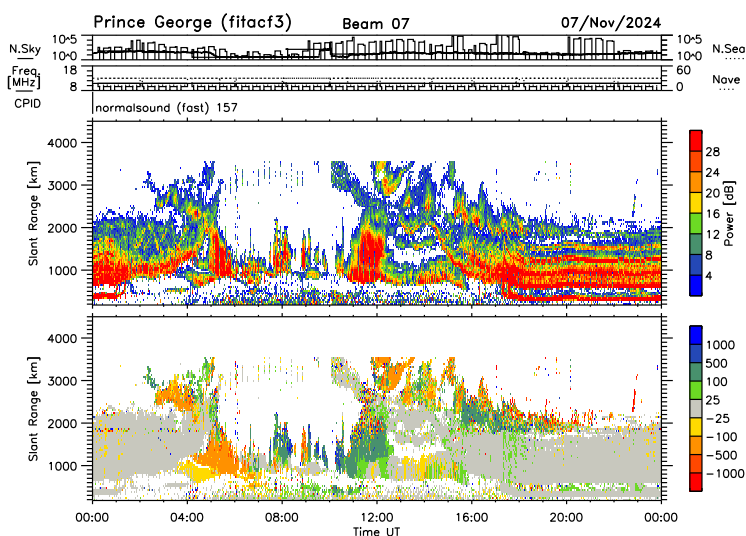 Prince George (fitacf3) Beam 07 07/Nov/2024
N.Sky 10^5 10^0 10^5 10^0 N.Sea
Freq. [MHz] 18 8 60 0 Nave
CPID normalsound (fast) 157
Slant Range [km] 4000 3000 2000 1000
28 24 20 16 12 8 4 Power [dB]
Slant Range [km] 4000 3000 2000 1000
1000 500 100 25 -25 -100 -500 -1000
00:00 04:00 08:00 12:00 16:00 20:00 00:00
Time UT